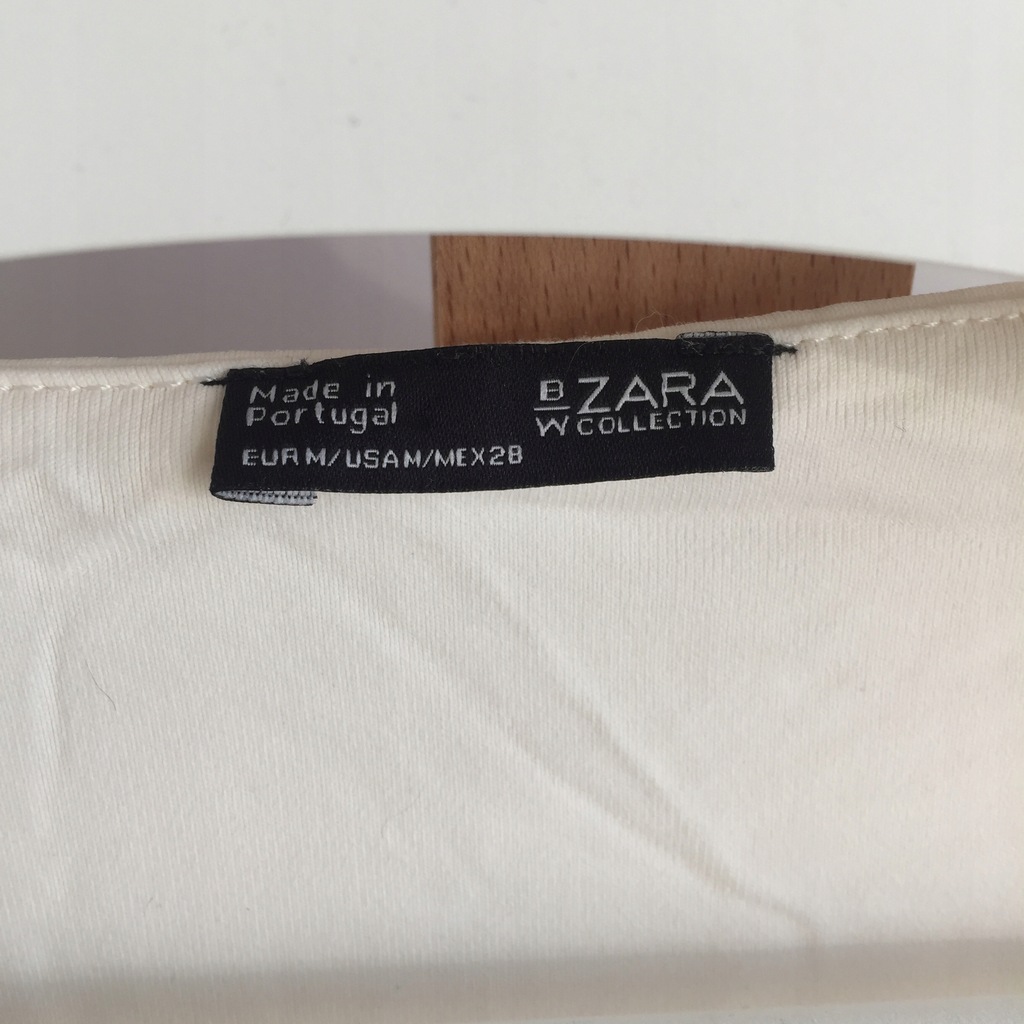 Made in
Portugal
EUR M/USA M/MEX 28
B/W ZARA
COLLECTION